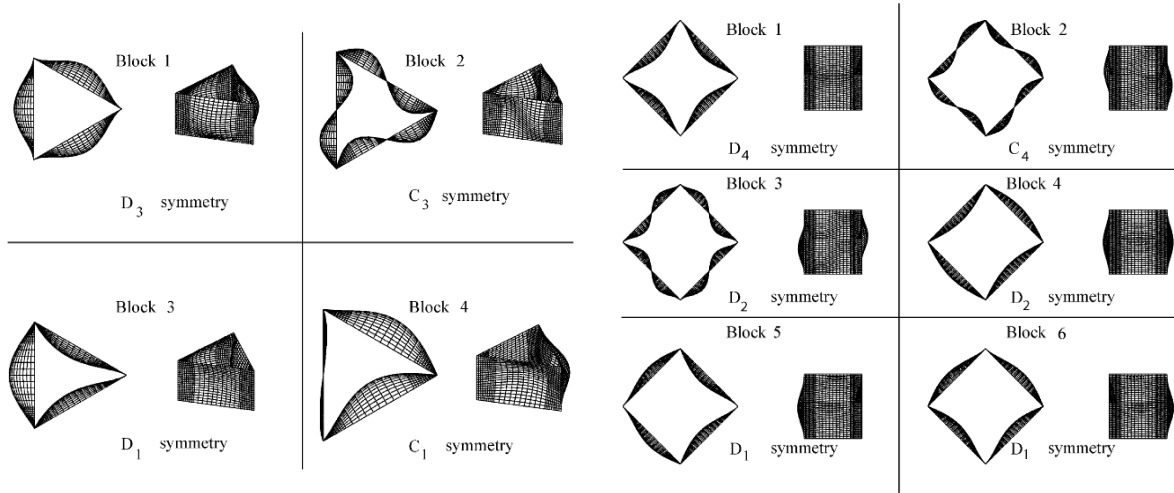 Block 1
D3 symmetry
Block 2
C3 symmetry
Block 3
D1 symmetry
Block 4
C1 symmetry
Block 1
D4 symmetry
Block 2
C4 symmetry
Block 3
D2 symmetry
Block 4
D2 symmetry
Block 5
D1 symmetry
Block 6
D1 symmetry